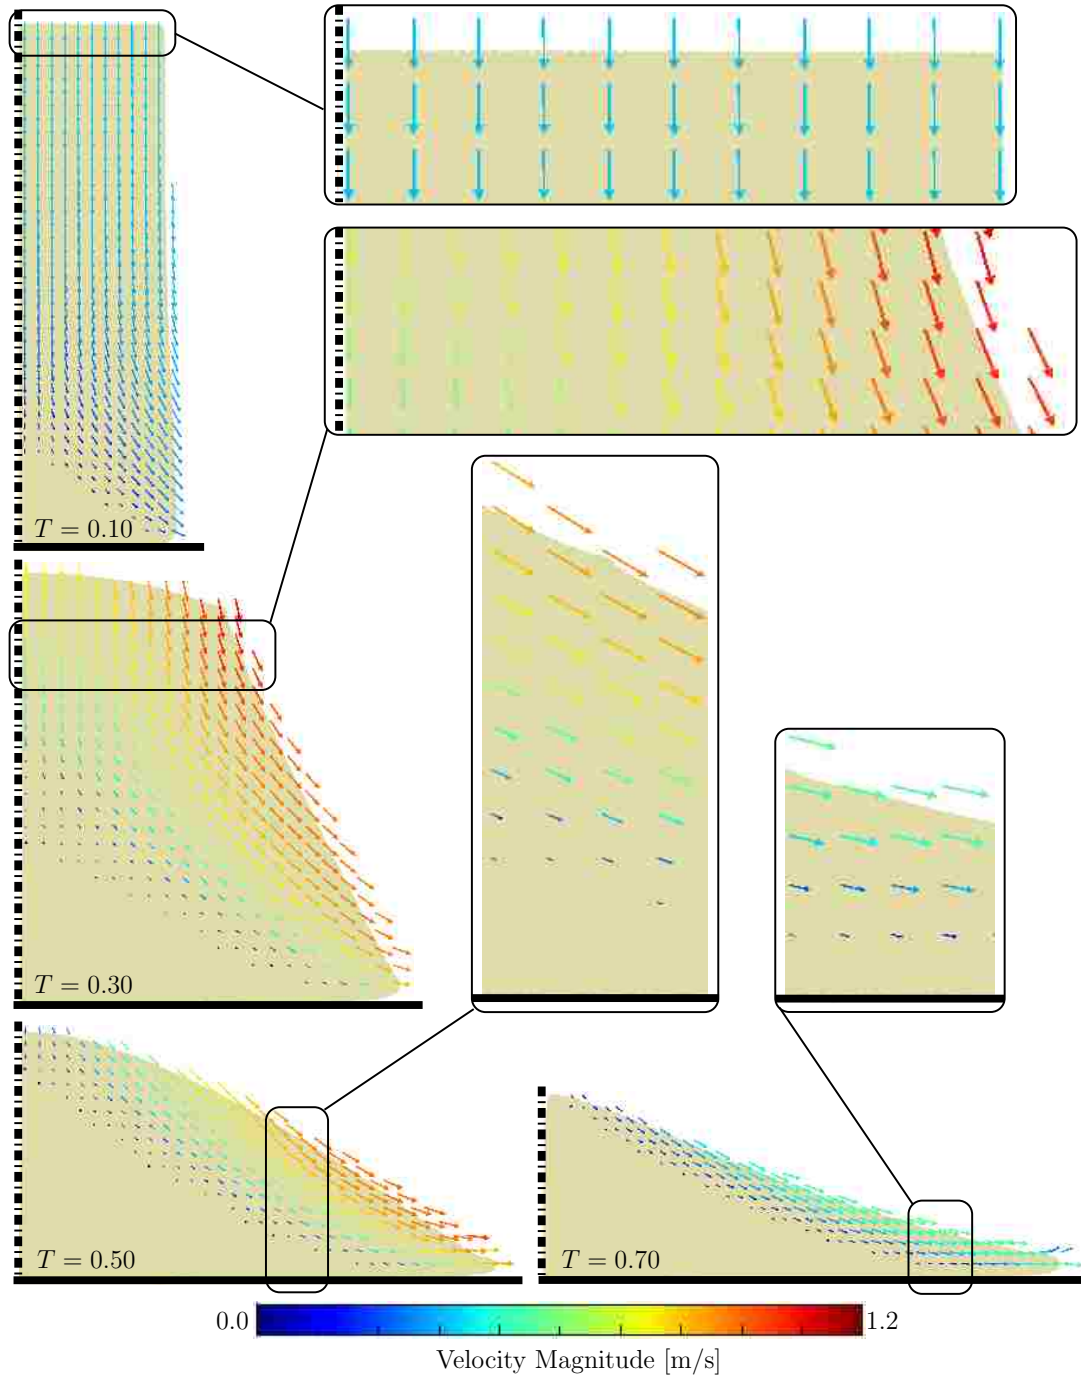 T = 0.10
T = 0.30
T = 0.50
T = 0.70
0.0
1.2
Velocity Magnitude [m/s]